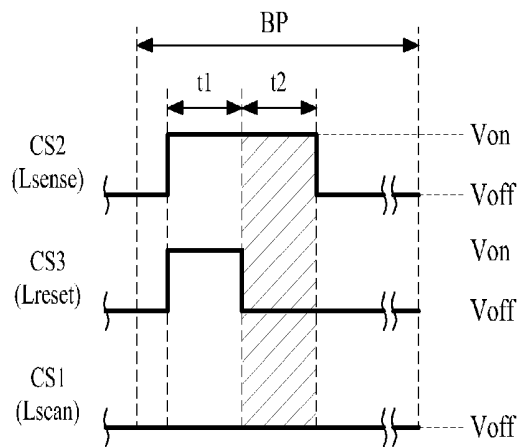 BP
t1 t2
CS2
(Lsense)
Von
Voff
CS3
(Lreset)
Von
Voff
CS1
(Lscan)
Voff